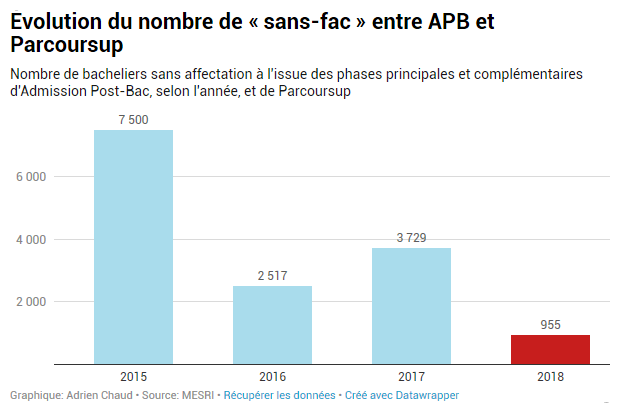 Evolution du nombre de « sans-fac » entre APB et
Parcoursup
Nombre de bacheliers sans affectation à l'issue des phases principales et complémentaires
d'Admission Post-Bac, selon l'année, et de Parcoursup
7 500
6 000
3 729
4 000
2 517
2 000
955
2015
2016
2017
2018
Graphique: Adrien Chaud • Source: MESRI • Récupérer les données • Créé avec Datawrapper